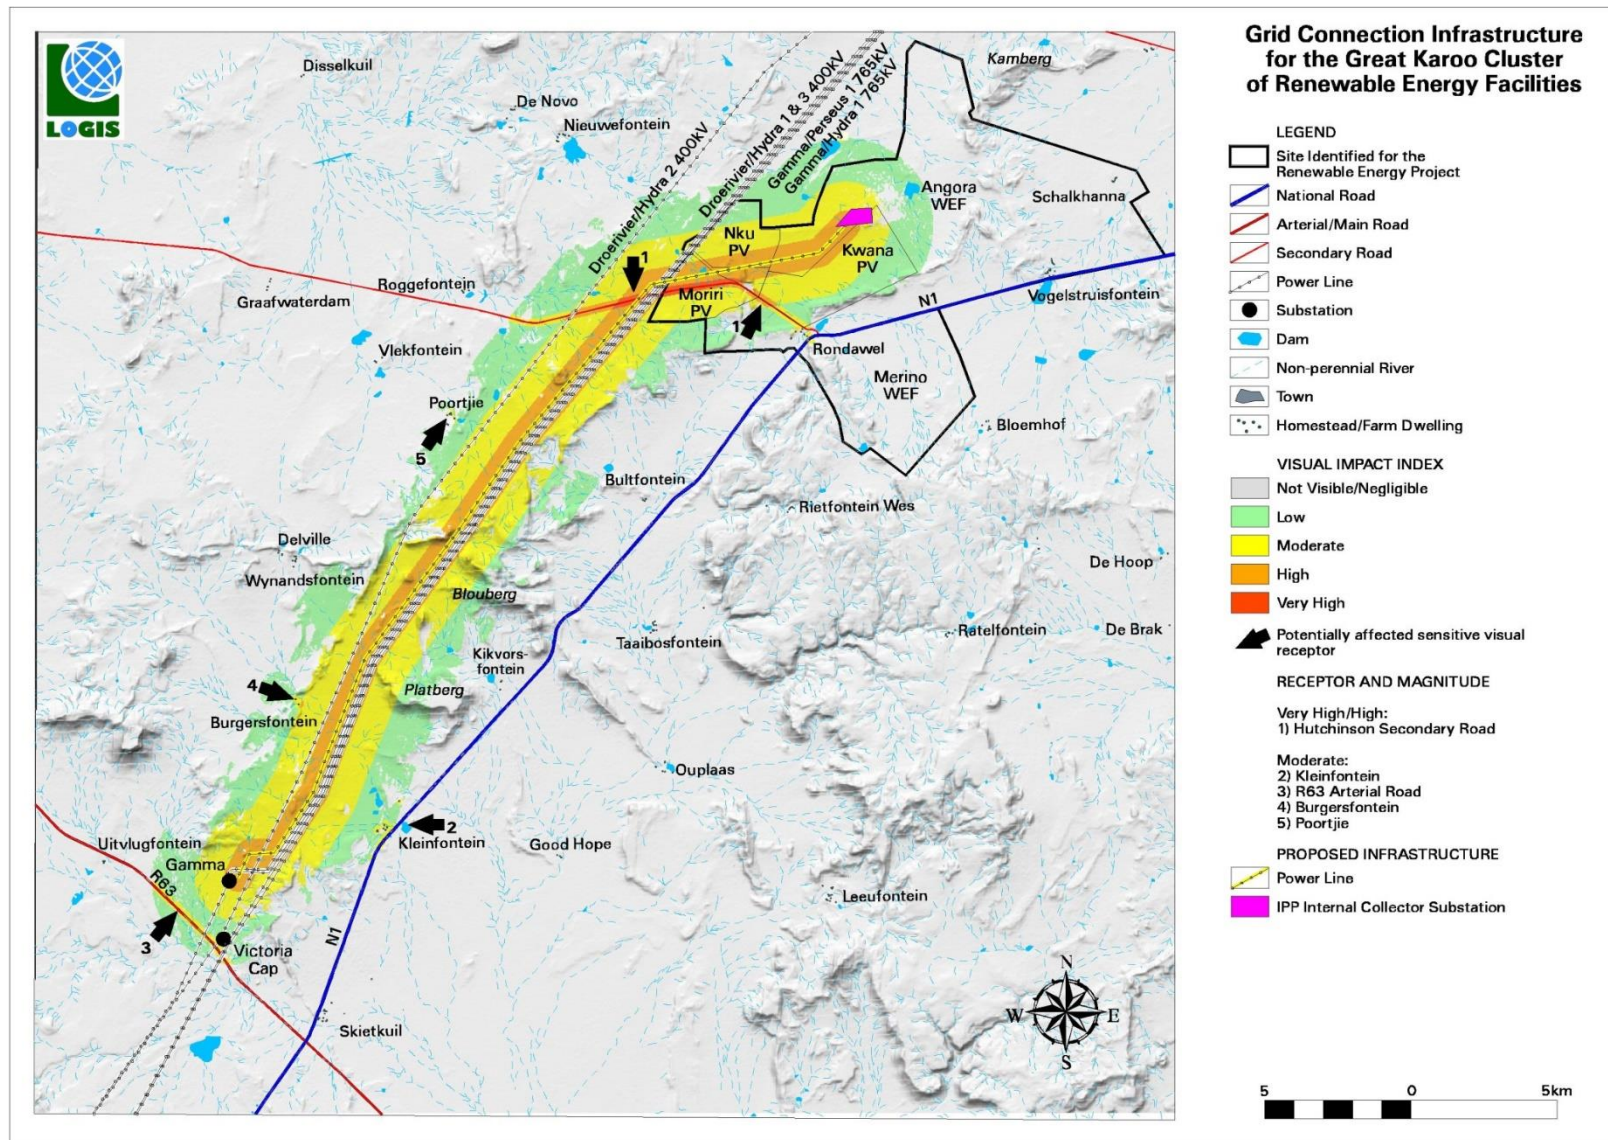 LOGIS
Disselkuil
De Novo
Nieuwefontein
Kamberg
Droerivier/Hydra 2 400kV
Droerivier/Hydra 1 & 3 400kV
Gamma/Perseus 1 765kV
Gamma/Hydra 1 765kV
Angora
WEF
Schalkhanna
Nku
PV
Kwana
PV
1
Roggefontein
Graafwaterdam
Moriri
PV
1
N1
Vogelstruisfontein
Vlekfontein
Rondawel
Merino
WEF
Poortjie
5
Bloemhof
Bultfontein
Rietfontein Wes
Delville
Wynandsfontein
De Hoop
Blouberg
Taaibosfontein
Ratelfontein
De Brak
Kikvors-
fontein
4
Platberg
Burgersfontein
Ouplaas
2
Kleinfontein
Good Hope
Uitvlugfontein
Gamma
R63
Leeufontein
3
N1
Victoria
Cap
Skietkuil
N
W
E
S
Grid Connection Infrastructure
for the Great Karoo Cluster
of Renewable Energy Facilities
LEGEND
Site Identified for the
Renewable Energy Project
National Road
Arterial/Main Road
Secondary Road
Power Line
Substation
Dam
Non-perennial River
Town
Homestead/Farm Dwelling
VISUAL IMPACT INDEX
Not Visible/Negligible
Low
Moderate
High
Very High
Potentially affected sensitive visual
receptor
RECEPTOR AND MAGNITUDE
Very High/High:
1) Hutchinson Secondary Road
Moderate:
2) Kleinfontein
3) R63 Arterial Road
4) Burgersfontein
5) Poortjie
PROPOSED INFRASTRUCTURE
Power Line
IPP Internal Collector Substation
5 0 5km